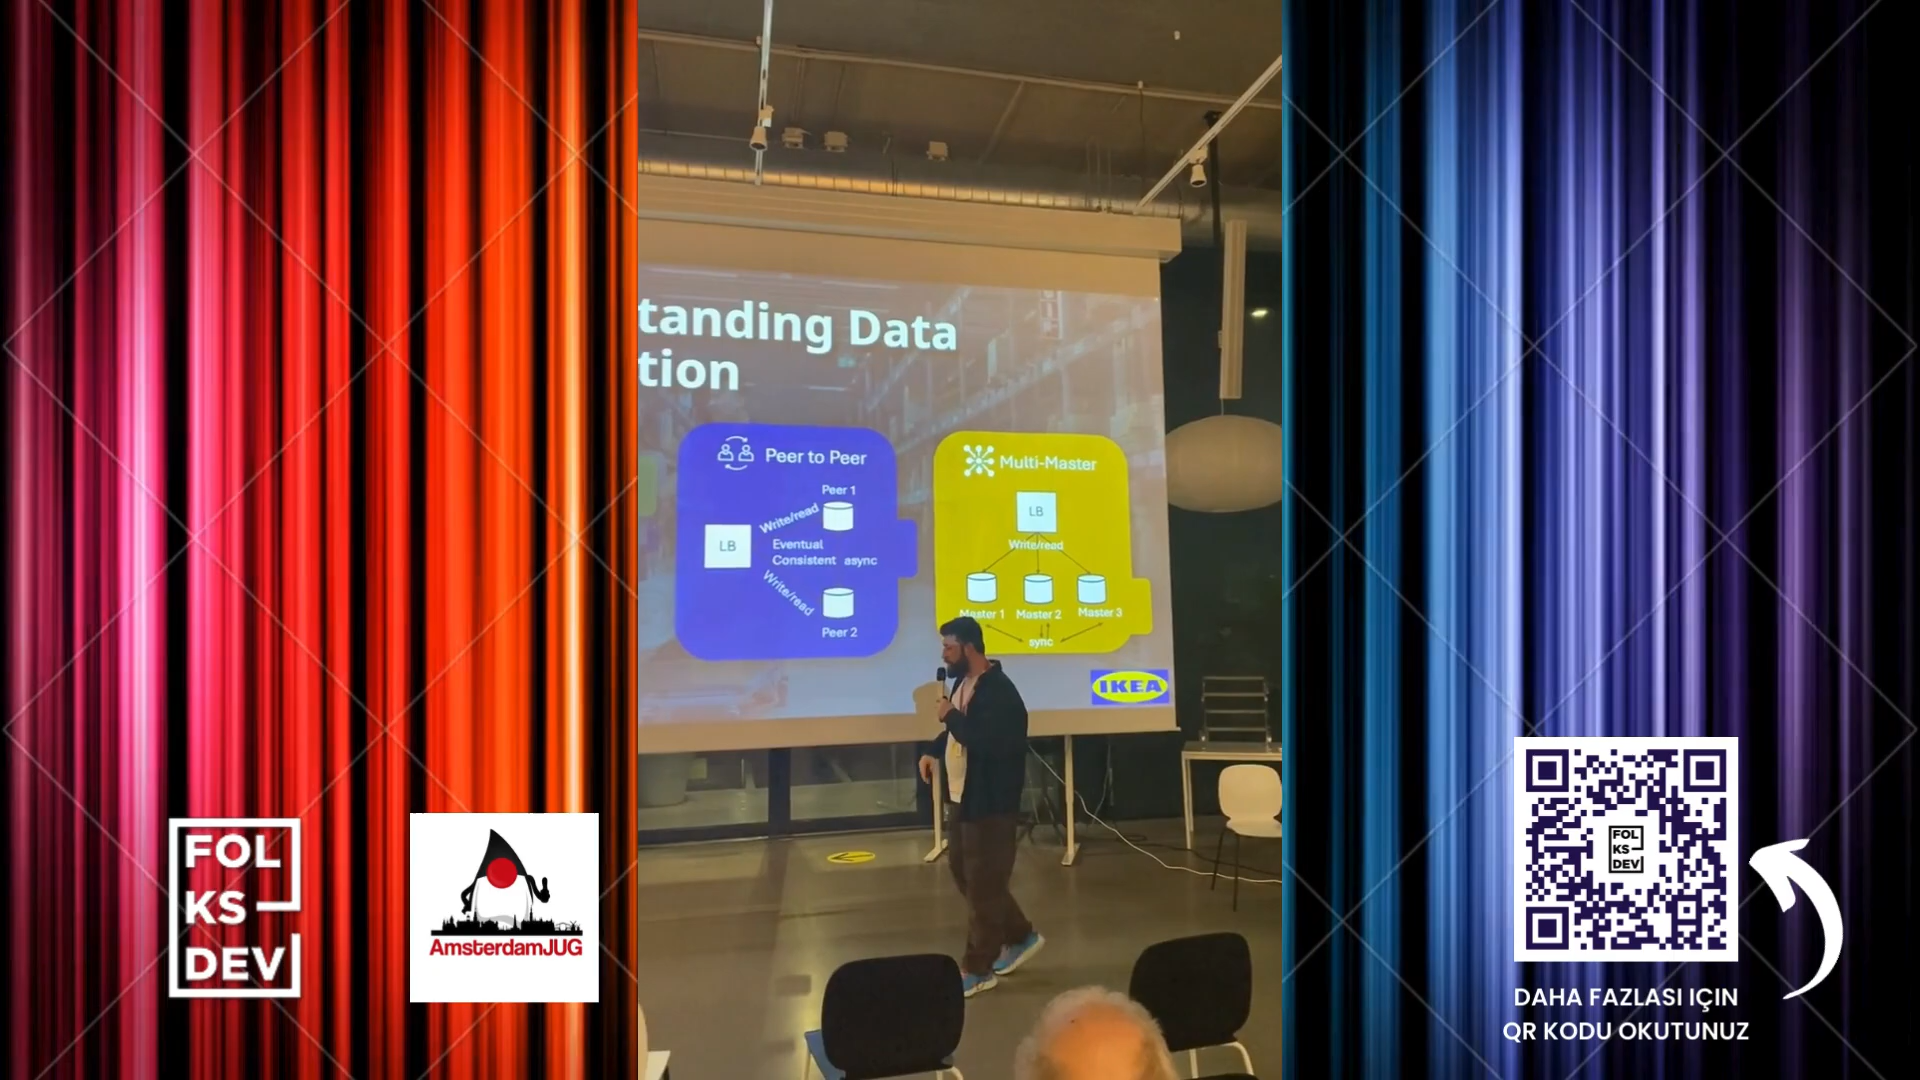 tanding Data
tion
Peer to Peer
Peer 1
Write/read
LB
Eventual
Consistent async
Write/read
Peer 2
Multi-Master
LB
Write/read
Master 1 Master 2 Master 3
sync
IKEA
FOL
KS
DEV
AmsterdamJUG
FOL
KS
DEV
DAHA FAZLASI IÇIN
QR KODU OKUTUNUZ